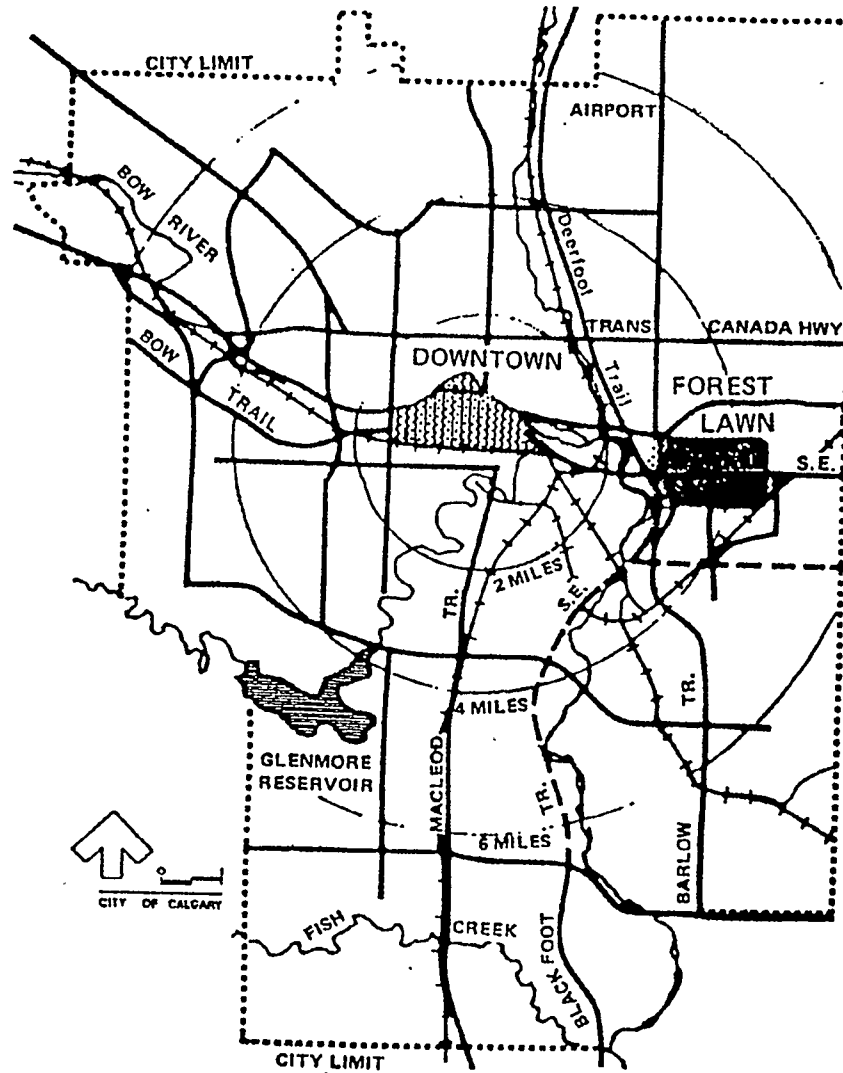 CITY LIMIT
AIRPORT
BOW
RIVER
Deerfoot
Trail
TRANS
CANADA HWY
DOWNTOWN
BOW
TRAIL
FOREST
LAWN
S.E.
2 MILES
S.E.
TR.
4 MILES
TR.
GLENMORE
RESERVOIR
MACLEOD
TR.
6 MILES
BARLOW
CITY OF CALGARY
FISH
CREEK
BLACK FOOT
CITY LIMIT